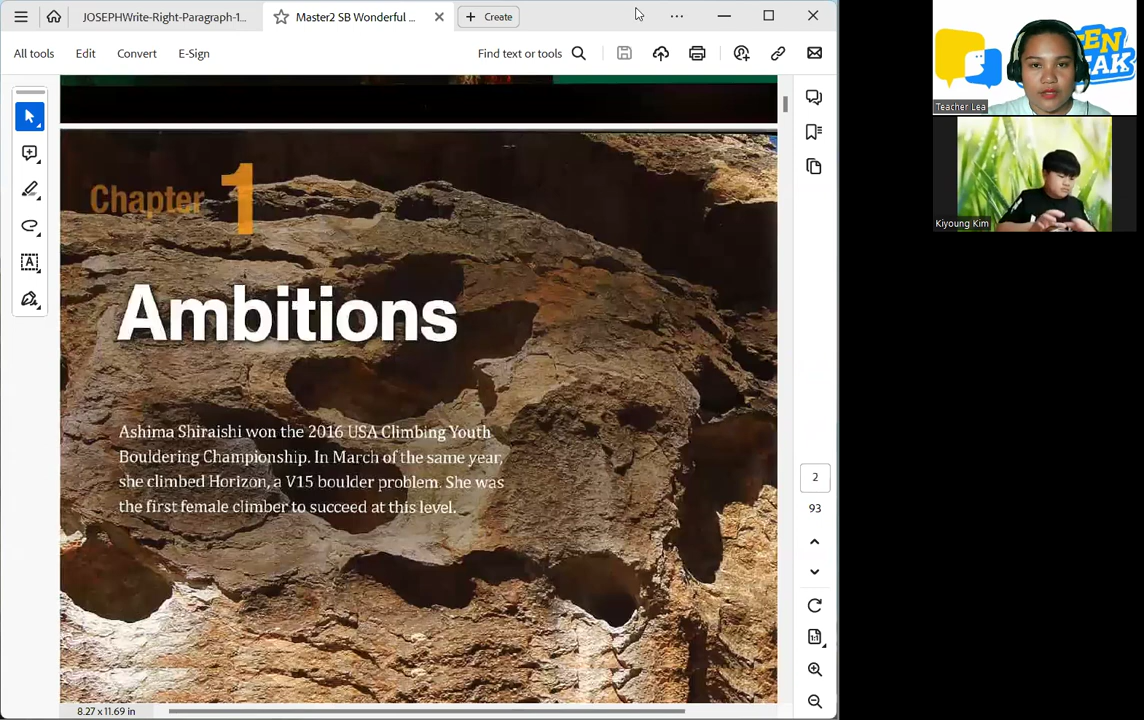 JOSEPHWrite-Right-Paragraph-1...
Master2 SB Wonderful ...
Create
All tools
Edit
Convert
E-Sign
Find text or tools
Chapter 1
Ambitions
Ashima Shiraishi won the 2016 USA Climbing Youth
Bouldering Championship. In March of the same year,
she climbed Horizon, a V15 boulder problem. She was
the first female climber to succeed at this level.
2
93
8.27 x 11.69 in
EN
AK
Teacher Lea
Kiyoung Kim